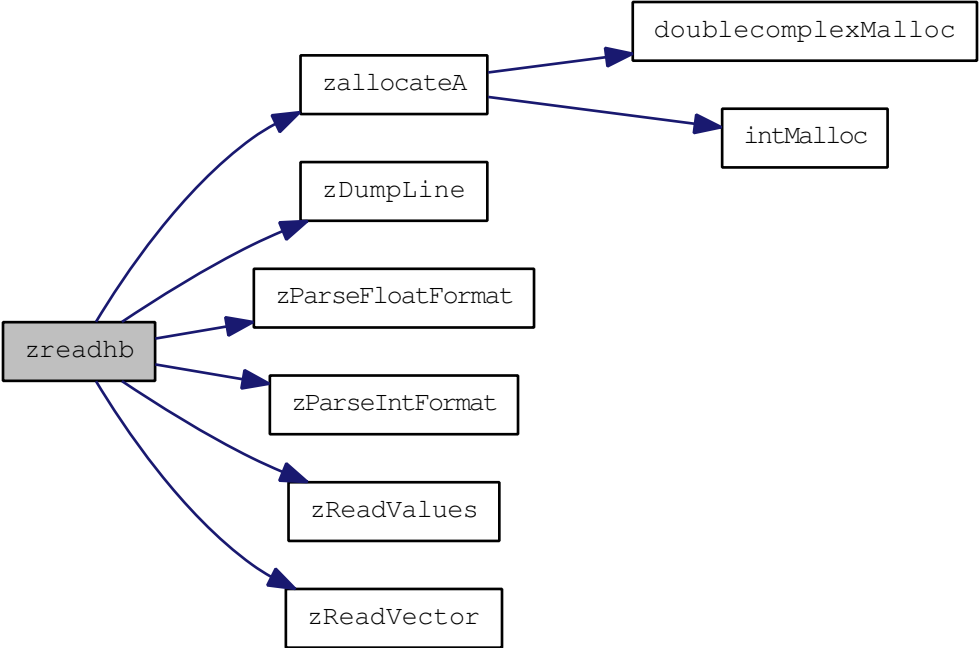 doublecomplexMalloc
zallocateA
intMalloc
zDumpLine
zParseFloatFormat
zreadhb
zParseIntFormat
zReadValues
zReadVector